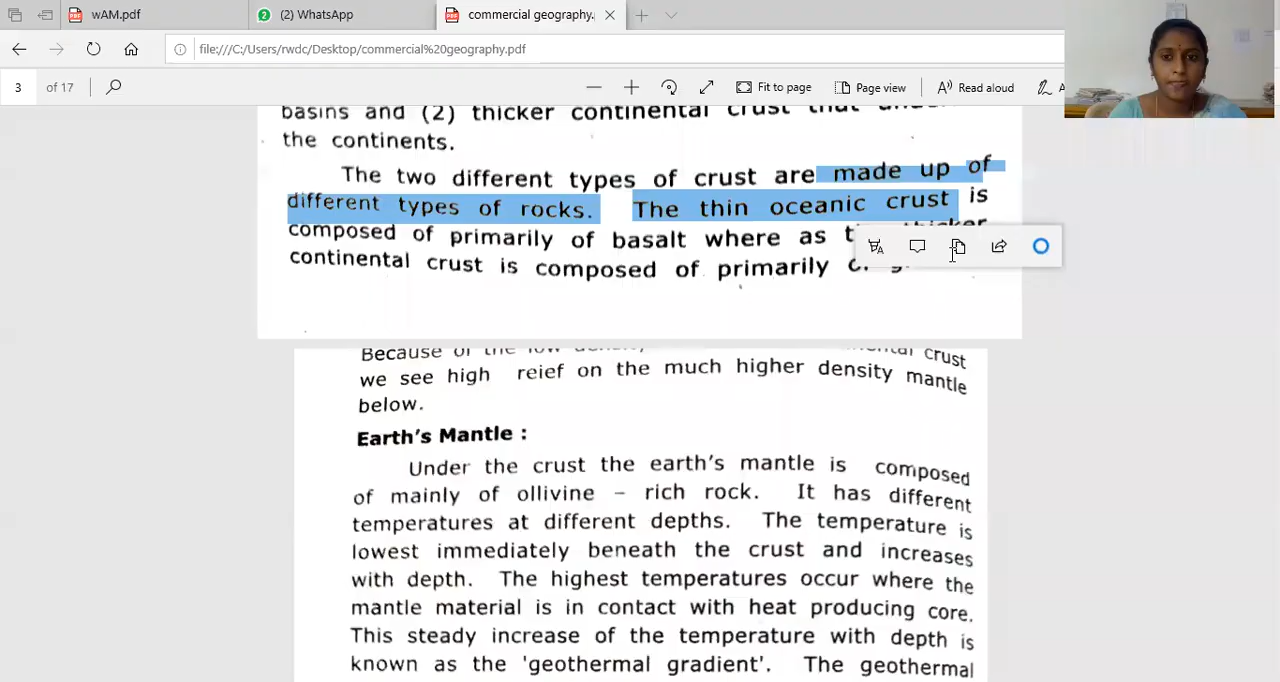 wAM.pdf
2 (2) WhatsApp
commercial geography.
file:///C:/Users/rwdc/Desktop/commercial%20geography.pdf
3 of 17
Fit to page
Page view
A Read aloud
basins and (2) thicker continental crust that
the continents.
The two different types of crust are made up of
different types of rocks. The thin oceanic crust is
composed of primarily of basalt where as
continental crust is composed of primarily
Because of the low
crust
we see high reief on the much higher density mantle
below.
Earth's Mantle :
Under the crust the earth's mantle is composed
of mainly of ollivine – rich rock. It has different
temperatures at different depths. The temperature is
lowest immediately beneath the crust and increases
with depth. The highest temperatures occur where the
mantle material is in contact with heat producing core.
This steady increase of the temperature with depth is
known as the 'geothermal gradient'. The geothermal